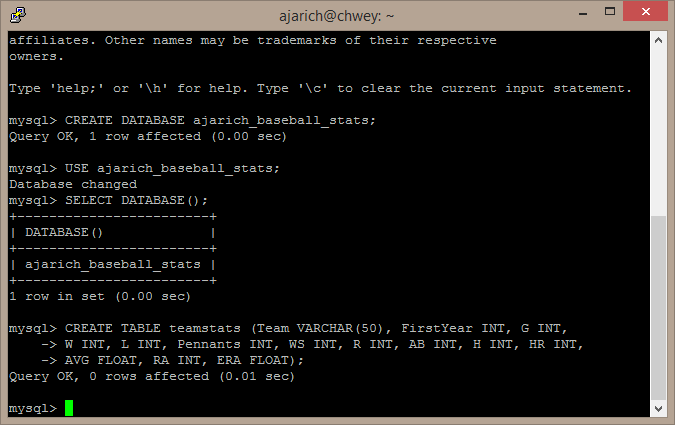 ajarich@chwey: ~
affiliates. Other names may be trademarks of their respective
owners.
Type 'help;' or '\h' for help. Type '\c' to clear the current input statement.
mysql> CREATE DATABASE ajarich_baseball_stats;
Query OK, 1 row affected (0.00 sec)
mysql> USE ajarich_baseball_stats;
Database changed
mysql> SELECT DATABASE();
+------------------------+
| DATABASE()             |
+------------------------+
| ajarich_baseball_stats |
+------------------------+
1 row in set (0.00 sec)
mysql> CREATE TABLE teamstats (Team VARCHAR(50), FirstYear INT, G INT,
    -> W INT, L INT, Pennants INT, WS INT, R INT, AB INT, H INT, HR INT,
    -> AVG FLOAT, RA INT, ERA FLOAT);
Query OK, 0 rows affected (0.01 sec)
mysql>